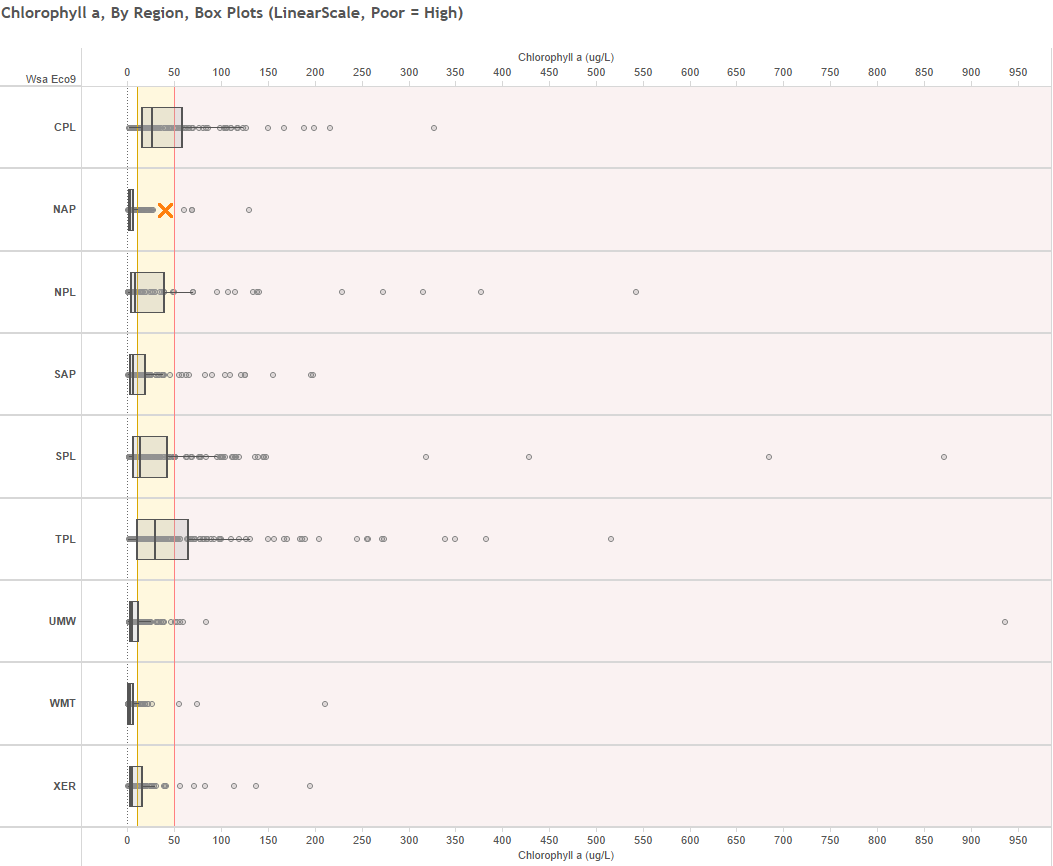 Chlorophyll a, By Region, Box Plots (LinearScale, Poor = High)
Chlorophyll a (ug/L)
Wsa Eco9 0 50 100 150 200 250 300 350 400 450 500 550 600 650 700 750 800 850 900 950
CPL
NAP
NPL
SAP
SPL
TPL
UMW
WMT
XER
0 50 100 150 200 250 300 350 400 450 500 550 600 650 700 750 800 850 900 950
Chlorophyll a (ug/L)